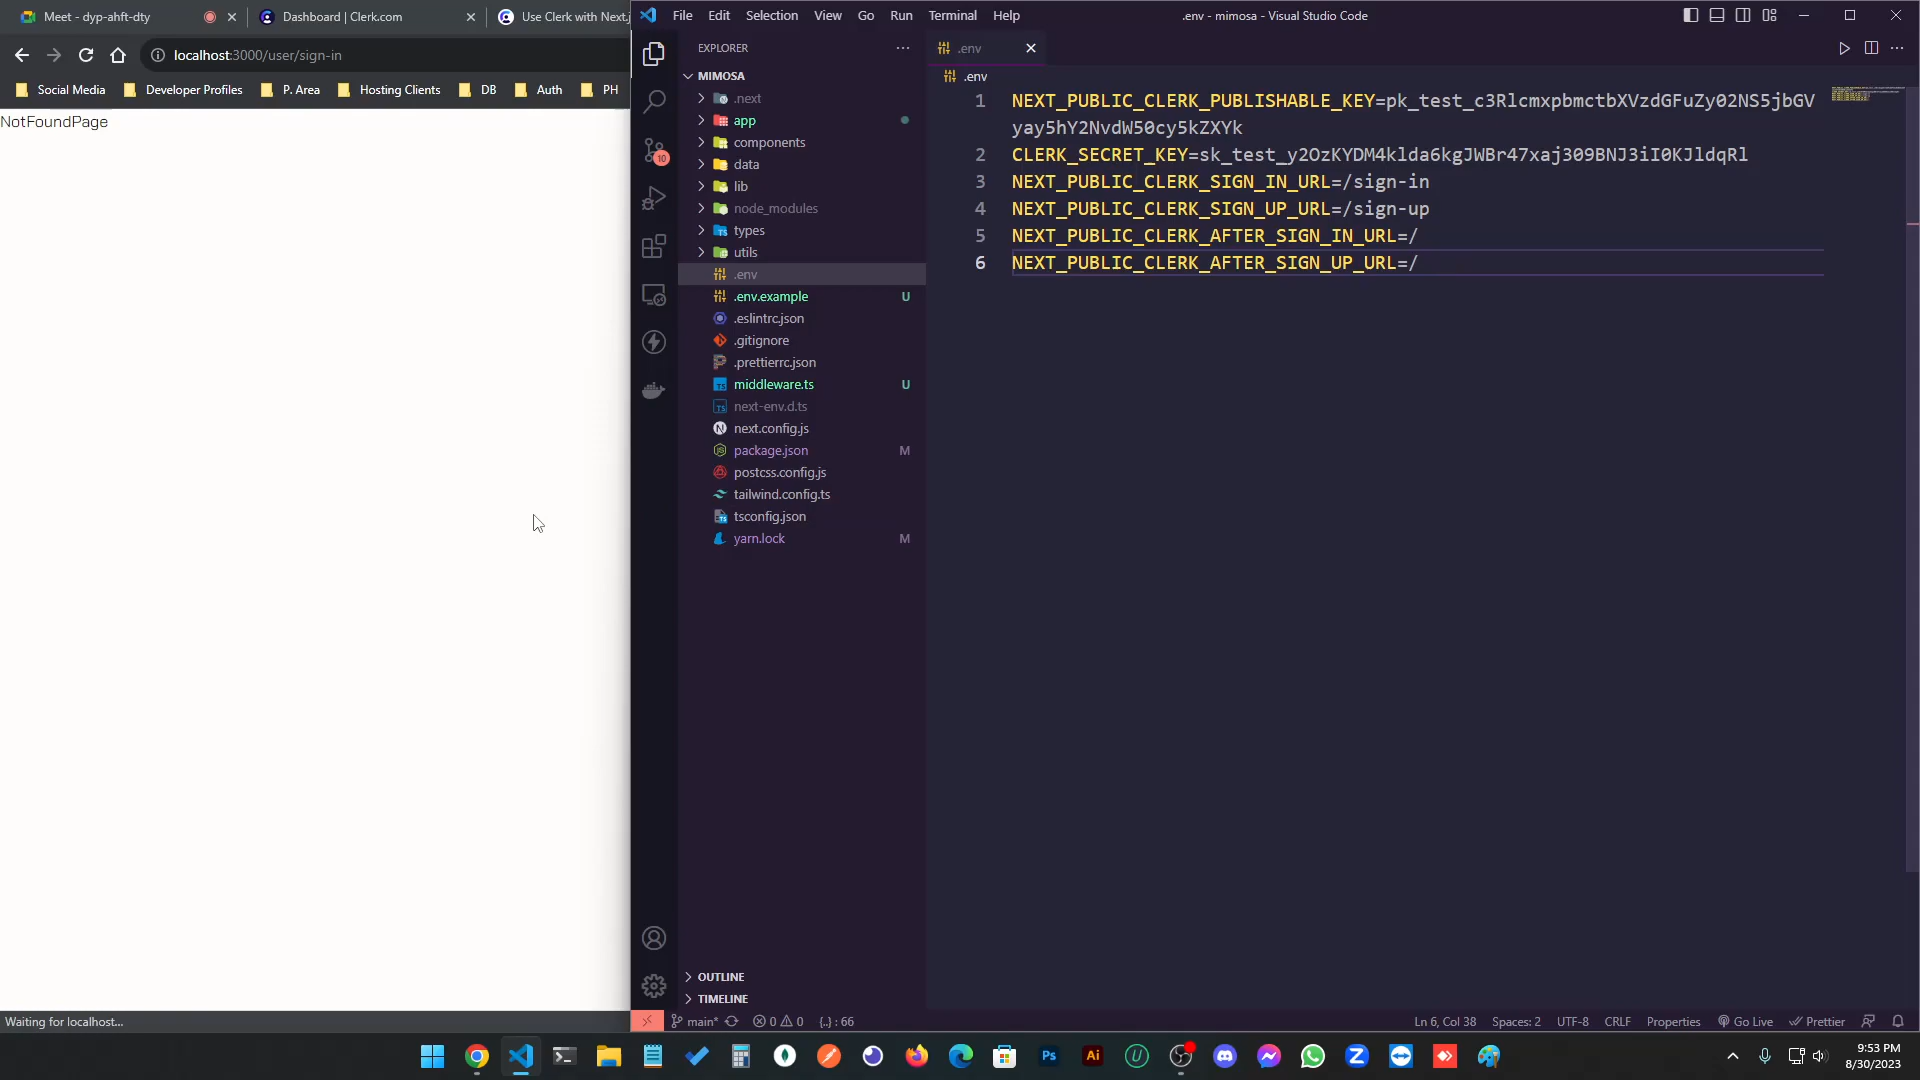 Meet - dyp-ahft-dty
Dashboard | Clerk.com
Use Clerk with Next.j
File Edit Selection View Go Run Terminal Help
.env - mimosa - Visual Studio Code
localhost:3000/user/sign-in
EXPLORER
.env
Social Media
Developer Profiles
P. Area
Hosting Clients
DB
Auth
PH
MIMOSA
.env
NotFoundPage
.next
app
components
data
lib
node_modules
types
utils
.env
.env.example U
.eslintrc.json
.gitignore
.prettierrc.json
middleware.ts U
next-env.d.ts
next.config.js
package.json M
postcss.config.js
tailwind.config.ts
tsconfig.json
yarn.lock M
10
1 NEXT_PUBLIC_CLERK_PUBLISHABLE_KEY=pk_test_c3RlcmxpbmctbXVzdGFuZy02NS5jbGV
yay5hY2NvdW50cy5kZXYk
2 CLERK_SECRET_KEY=sk_test_y2OzKYDM4klda6kgJWBr47xaj309BNJ3iI0KJldqRl
3 NEXT_PUBLIC_CLERK_SIGN_IN_URL=/sign-in
4 NEXT_PUBLIC_CLERK_SIGN_UP_URL=/sign-up
5 NEXT_PUBLIC_CLERK_AFTER_SIGN_IN_URL=/
6 NEXT_PUBLIC_CLERK_AFTER_SIGN_UP_URL=/
OUTLINE
TIMELINE
Waiting for localhost...
main* 0 0 {..} : 66
Ln 6, Col 38 Spaces: 2 UTF-8 CRLF Properties Go Live Prettier
9:53 PM
8/30/2023